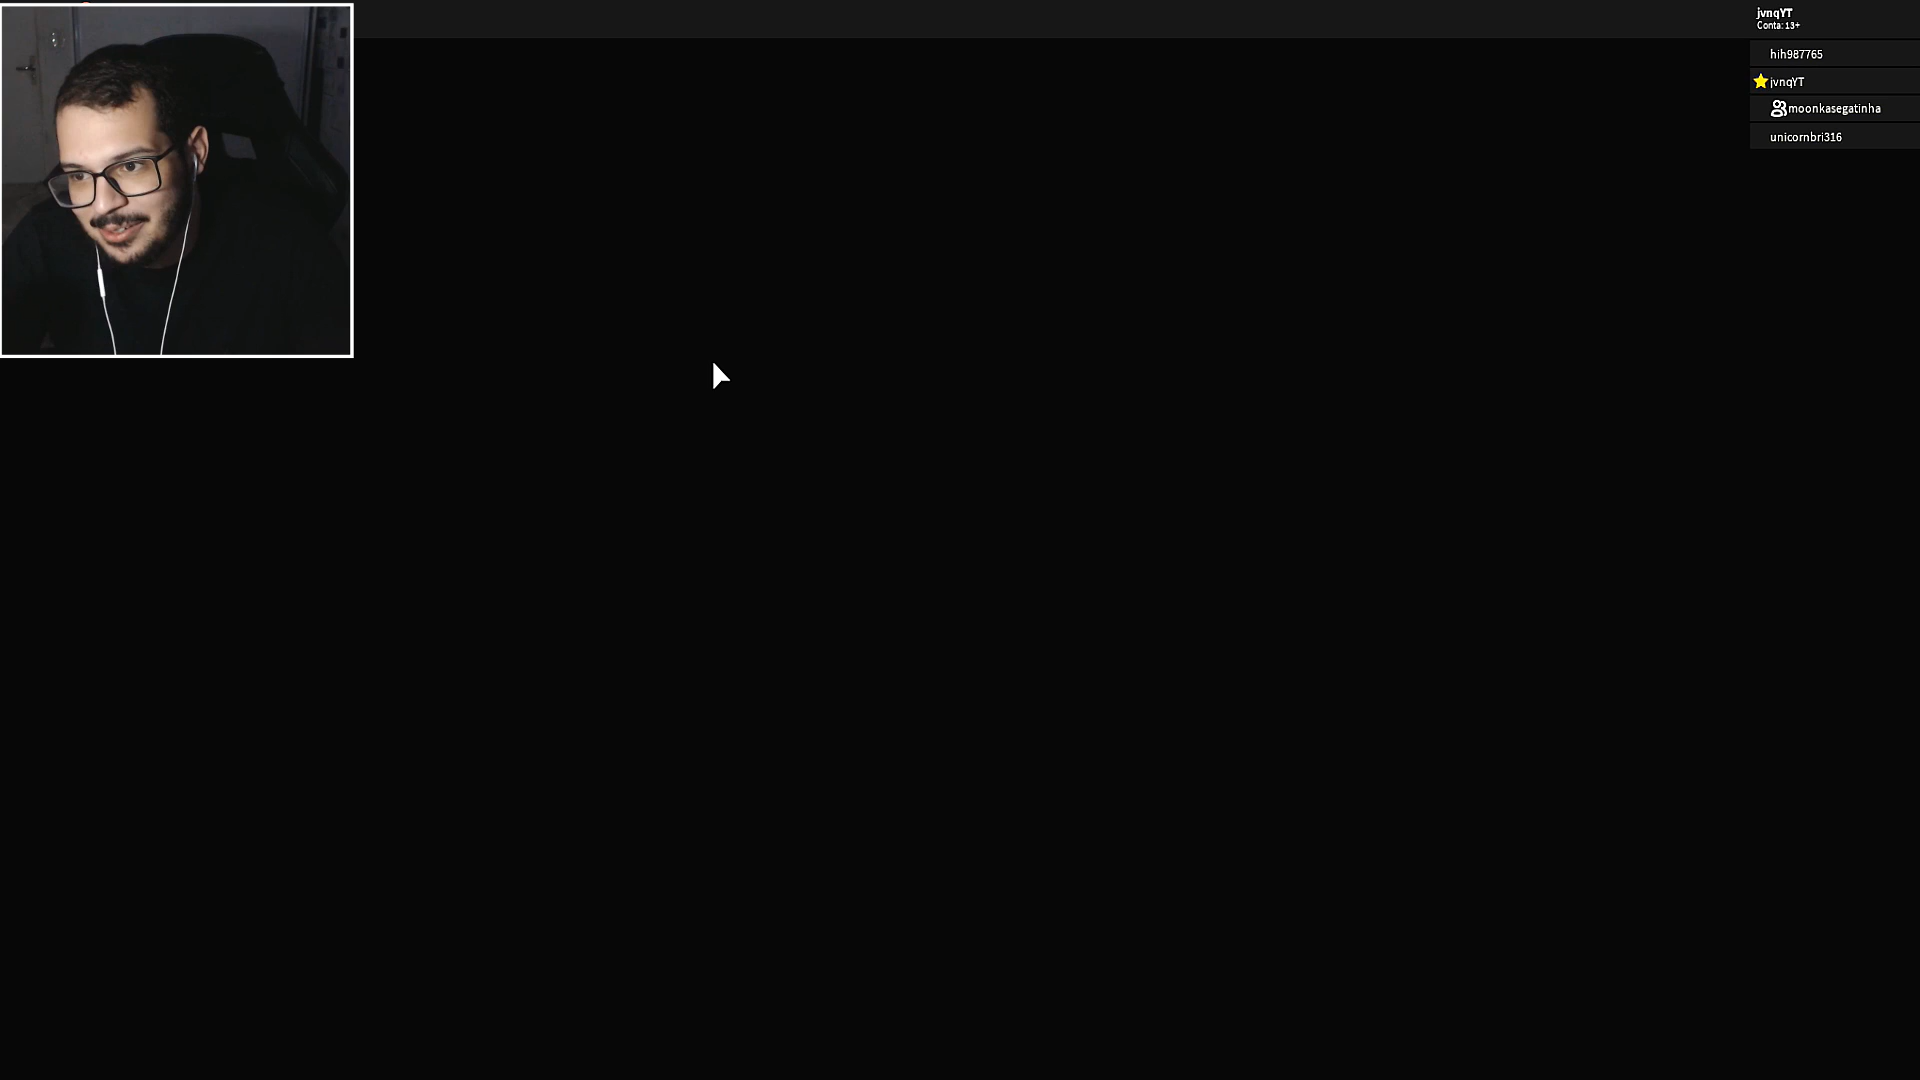 jvnqYT
Conta: 13+
hih987765
jvnqYT
moonkasegatinha
unicornbri316